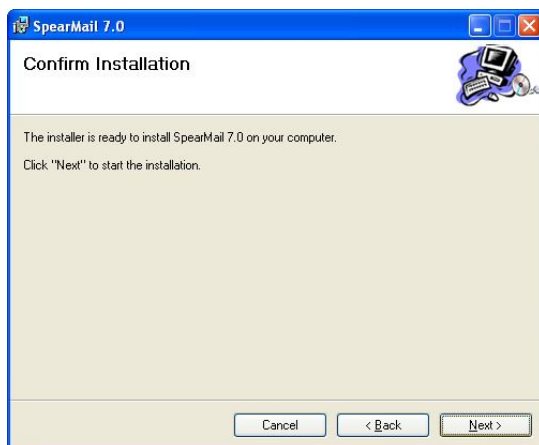 SpearMail 7.0
Confirm Installation
The installer is ready to install SpearMail 7.0 on your computer.
Click "Next" to start the installation.
Cancel
< Back
Next >